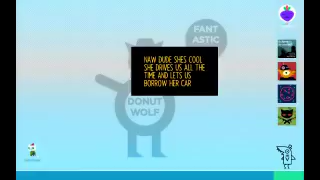 FANT
ASTIC
NAW DUDE SHES COOL
SHE DRIVES US ALL THE
TIME AND LETS US
BORROW HER CAR
DONUT
WOLF